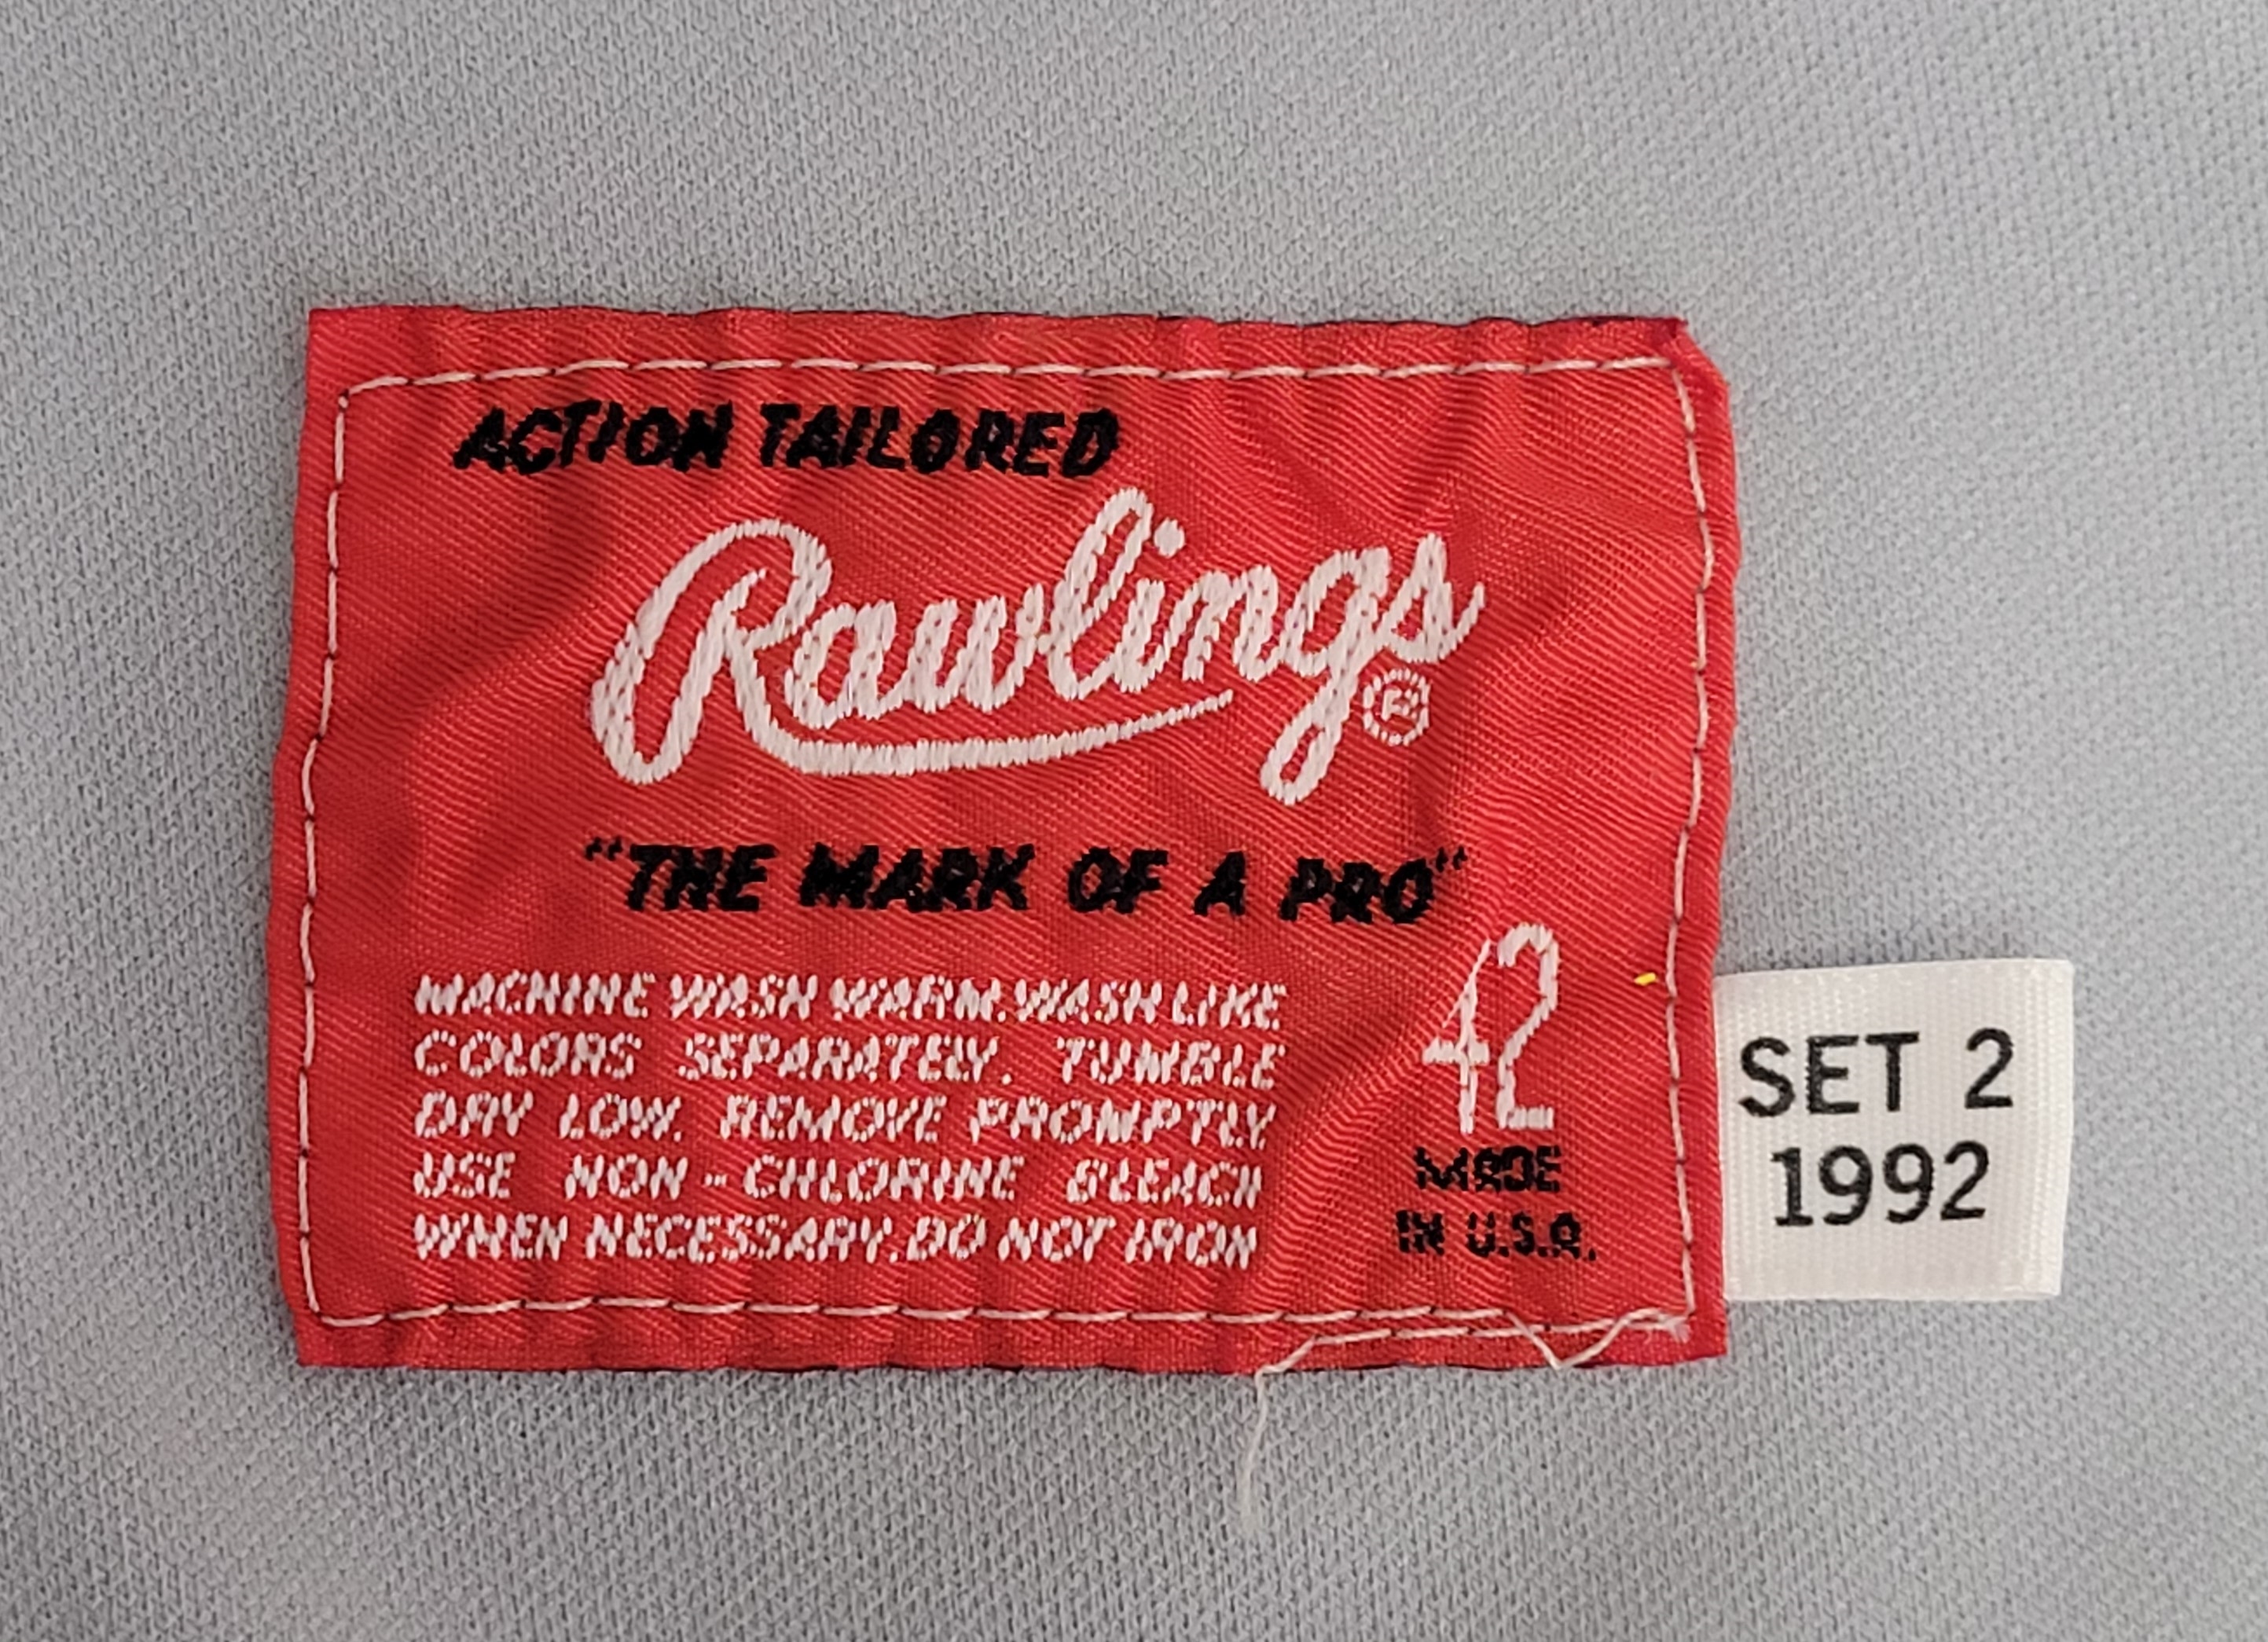 ACTION TAILORED
Rawlings®
"THE MARK OF A PRO"
MACHINE WASH WARM. WASH LIKE
COLORS SEPARATELY. TUMBLE
DRY LOW. REMOVE PROMPTLY
USE NON-CHLORINE BLEACH
WHEN NECESSARY. DO NOT IRON
42
MADE
IN U.S.A.
SET 2
1992